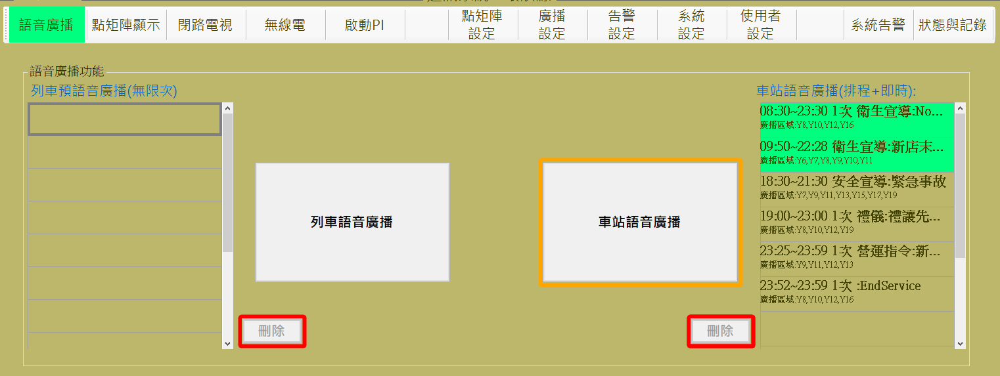 語音廣播
點矩陣顯示
閉路電視
無線電
啟動PI
點矩陣
設定
廣播
設定
告警
設定
系統
設定
使用者
設定
系統告警
狀態與記錄
語音廣播功能
列車預語音廣播(無限次)
車站語音廣播(排程+即時):
08:30~23:30 1次 衛生宣導:No...
廣播區域:Y8,Y10,Y12,Y16
09:50~22:28 衛生宣導:新店末...
廣播區域:Y6,Y7,Y8,Y9,Y10,Y11
18:30~21:30 安全宣導:緊急事故
廣播區域:Y7,Y9,Y11,Y13,Y15,Y17,Y19
19:00~23:00 1次 禮儀:禮讓先...
廣播區域:Y8,Y10,Y12,Y19
23:25~23:59 1次 營運指令:新...
廣播區域:Y9,Y11,Y12,Y13
23:52~23:59 1次 :EndService
廣播區域:Y8,Y10,Y12,Y16
列車語音廣播
車站語音廣播
刪除
刪除